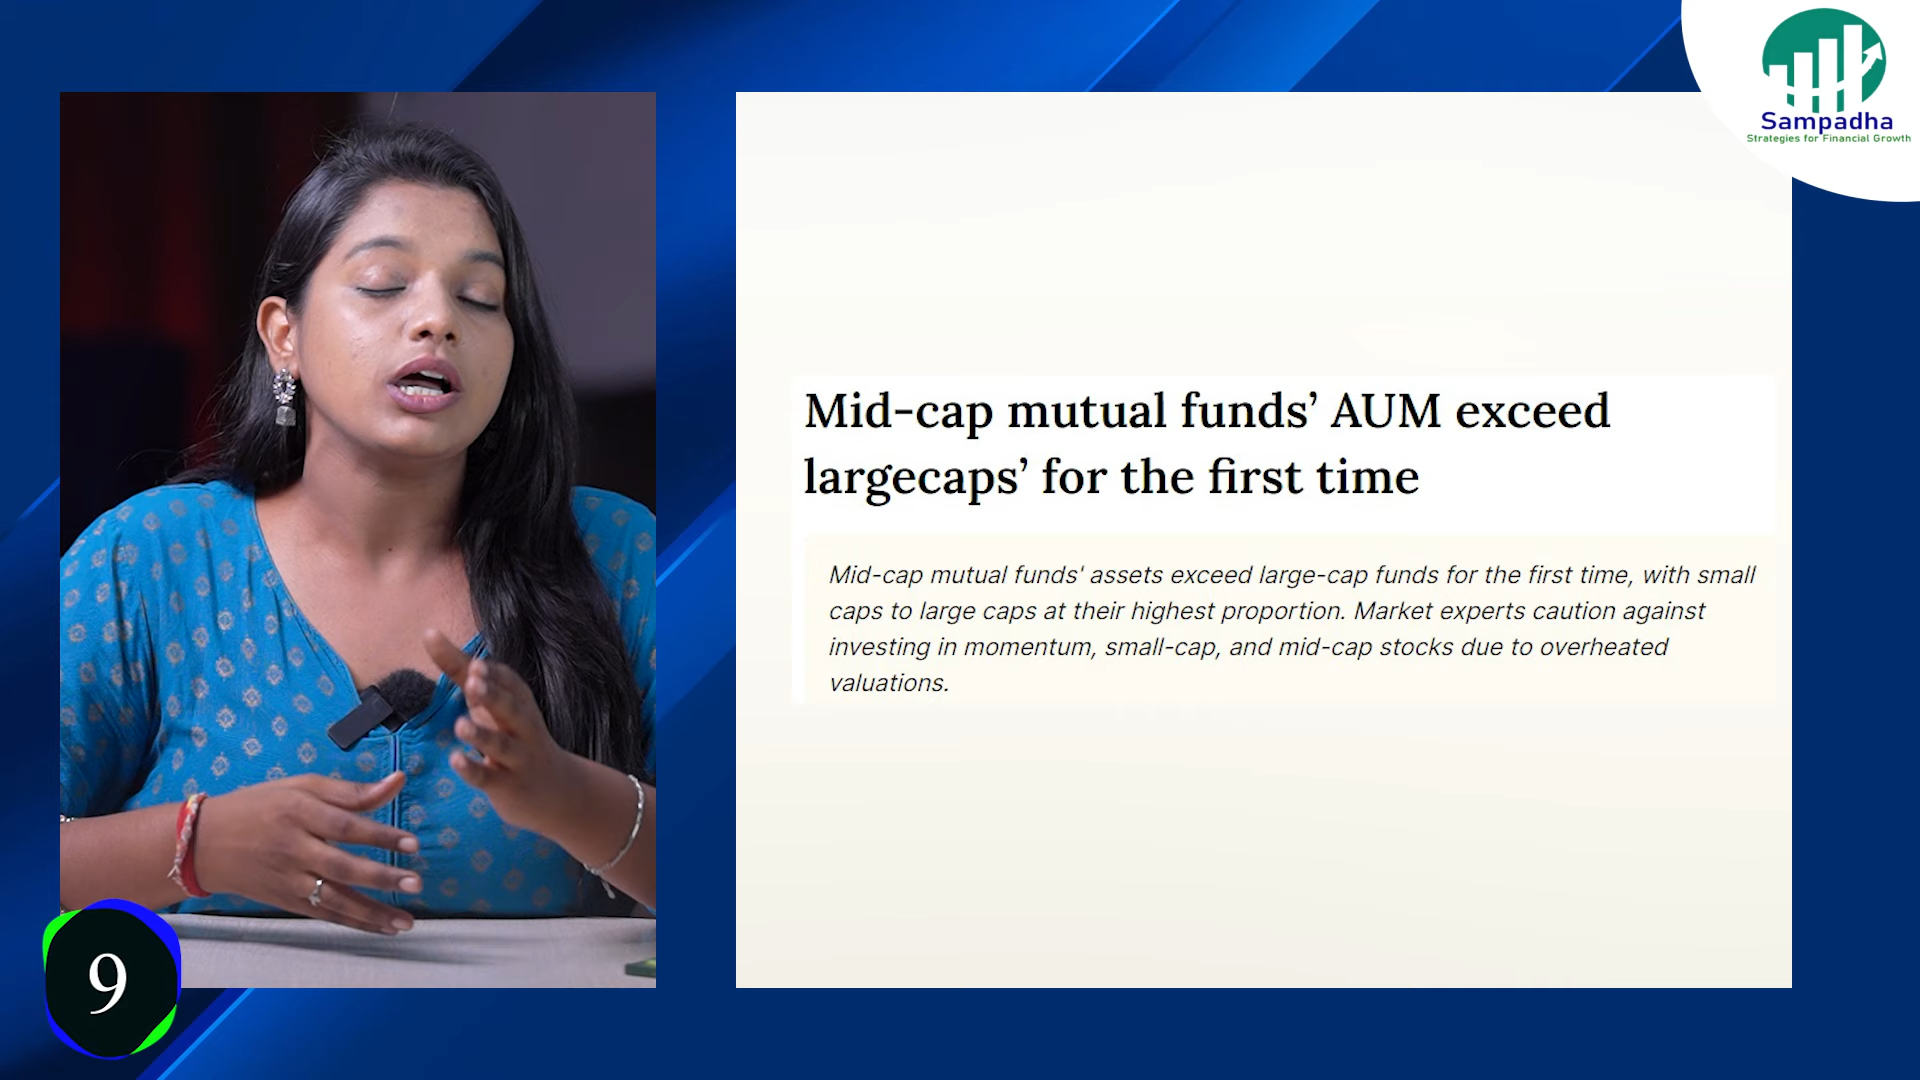 Sampadha
Strategies for Financial Growth
Mid-cap mutual funds’ AUM exceed
largecaps’ for the first time
Mid-cap mutual funds' assets exceed large-cap funds for the first time, with small
caps to large caps at their highest proportion. Market experts caution against
investing in momentum, small-cap, and mid-cap stocks due to overheated
valuations.
9